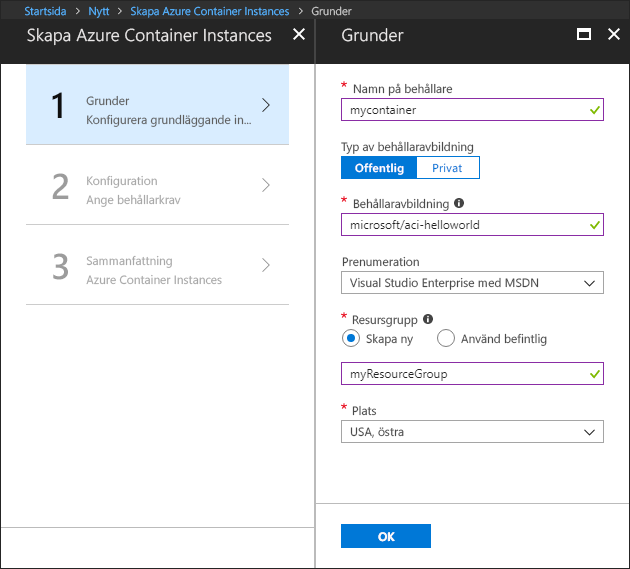 Startsida > Nytt > Skapa Azure Container Instances > Grunder
Skapa Azure Container Instances
1
Grunder
Konfigurera grundläggande in...
2
Konfiguration
Ange behållarkrav
3
Sammanfattning
Azure Container Instances
Grunder
* Namn på behållare
mycontainer
Typ av behållaravbildning
Offentlig Privat
* Behållaravbildning
microsoft/aci-helloworld
Prenumeration
Visual Studio Enterprise med MSDN
* Resursgrupp
Skapa ny Använd befintlig
myResourceGroup
* Plats
USA, östra
OK